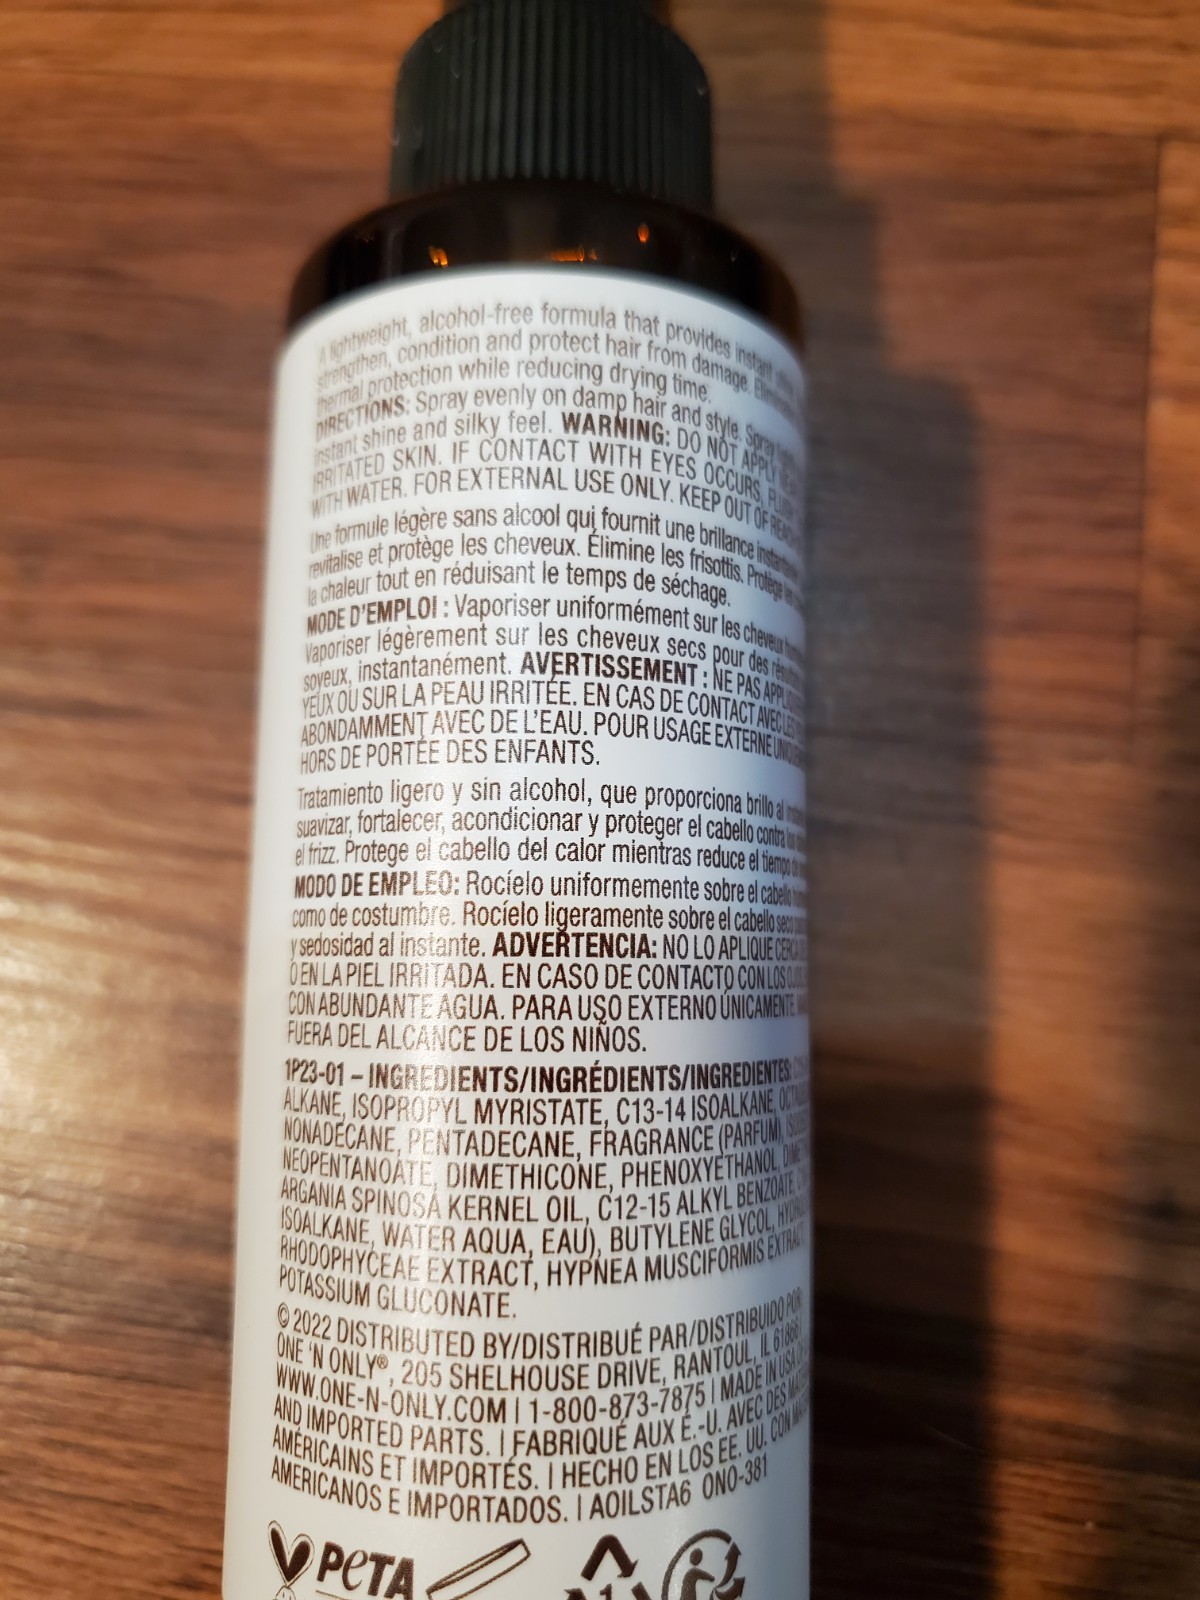 A lightweight, alcohol-free formula that provides instant
strengthen, condition and protect hair from damage.
thermal protection while reducing drying time.
DIRECTIONS: Spray evenly on damp hair and style. Spray
instant shine and silky feel. WARNING: DO NOT APPLY NEAR
IRRITATED SKIN. IF CONTACT WITH EYES OCCURS, FLUSH
WITH WATER. FOR EXTERNAL USE ONLY. KEEP OUT OF REACH
Une formule légère sans alcool qui fournit une brillance
revitalise et protège les cheveux. Élimine les frisottis. Protège
la chaleur tout en réduisant le temps de séchage.
MODE D'EMPLOI : Vaporiser uniformément sur les cheveux
Vaporiser légèrement sur les cheveux secs pour des
soyeux, instantanément. AVERTISSEMENT : NE PAS
YEUX OU SUR LA PEAU IRRITÉE. EN CAS DE CONTACT AVEC LES
ABONDAMMENT AVEC DE L'EAU. POUR USAGE EXTERNE
HORS DE PORTÉE DES ENFANTS.
Tratamiento ligero y sin alcohol, que proporciona brillo al
suavizar, fortalecer, acondicionar y proteger el cabello contra los
el frizz. Protege el cabello del calor mientras reduce el tiempo
MODO DE EMPLEO: Rocíelo uniformemente sobre el cabello
como de costumbre. Rocíelo ligeramente sobre el cabello seco
y sedosidad al instante. ADVERTENCIA: NO LO APLIQUE CERCA
O EN LA PIEL IRRITADA. EN CASO DE CONTACTO CON LOS OJOS,
CON ABUNDANTE AGUA. PARA USO EXTERNO ÚNICAMENTE.
FUERA DEL ALCANCE DE LOS NIÑOS.
1P23-01 – INGREDIENTS/INGRÉDIENTS/INGREDIENTES:
ALKANE, ISOPROPYL MYRISTATE, C13-14 ISOALKANE,
NONADECANE, PENTADECANE, FRAGRANCE (PARFUM),
NEOPENTANOATE, DIMETHICONE, PHENOXYETHANOL,
ARGANIA SPINOSA KERNEL OIL, C12-15 ALKYL BENZOATE,
ISOALKANE, WATER AQUA, EAU), BUTYLENE GLYCOL,
RHODOPHYCEAE EXTRACT, HYPNEA MUSCIFORMIS EXTRACT,
POTASSIUM GLUCONATE.
© 2022 DISTRIBUTED BY/DISTRIBUÉ PAR/DISTRIBUIDO POR:
ONE 'N ONLY®, 205 SHELHOUSE DRIVE, RANTOUL, IL 61866
WWW.ONE-N-ONLY.COM | 1-800-873-7875 | MADE IN USA
AND IMPORTED PARTS. | FABRIQUÉ AUX É.-U. AVEC DES
AMÉRICAINS ET IMPORTÉS. | HECHO EN LOS EE. UU. CON
AMERICANOS E IMPORTADOS. | AOILSTA6 ONO-381
PeTA
1